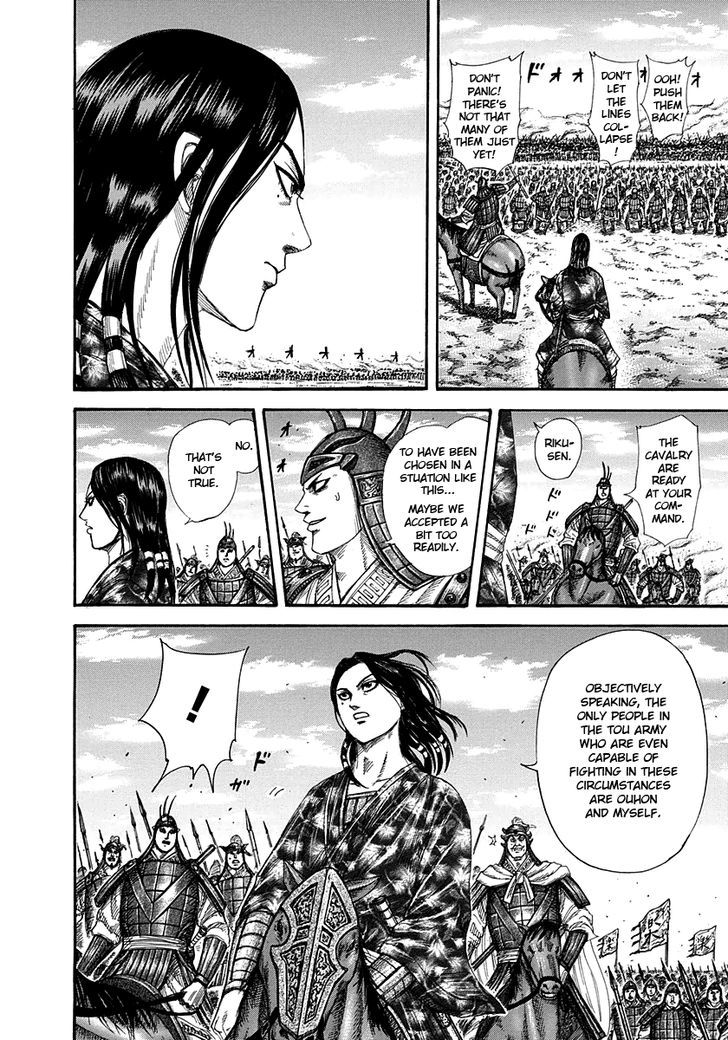 OOH!
PUSH
THEM
BACK!
DON'T
LET
THE
LINES
COL-
LAPSE
!
DON'T
PANIC!
THERE'S
NOT THAT
MANY OF
THEM JUST
YET!
ドォォ
THE
CAVALRY
ARE
READY
AT YOUR
COM-
MAND.
RIKU-
SEN.
TO HAVE BEEN
CHOSEN IN A
STUATION LIKE
THIS...
MAYBE WE
ACCEPTED
A BIT TOO
READILY.
NO.
THAT'S
NOT
TRUE.
OBJECTIVELY
SPEAKING, THE
ONLY PEOPLE IN
THE TOU ARMY
WHO ARE EVEN
CAPABLE OF
FIGHTING IN THESE
CIRCUMSTANCES
ARE OUHON
AND MYSELF.
!